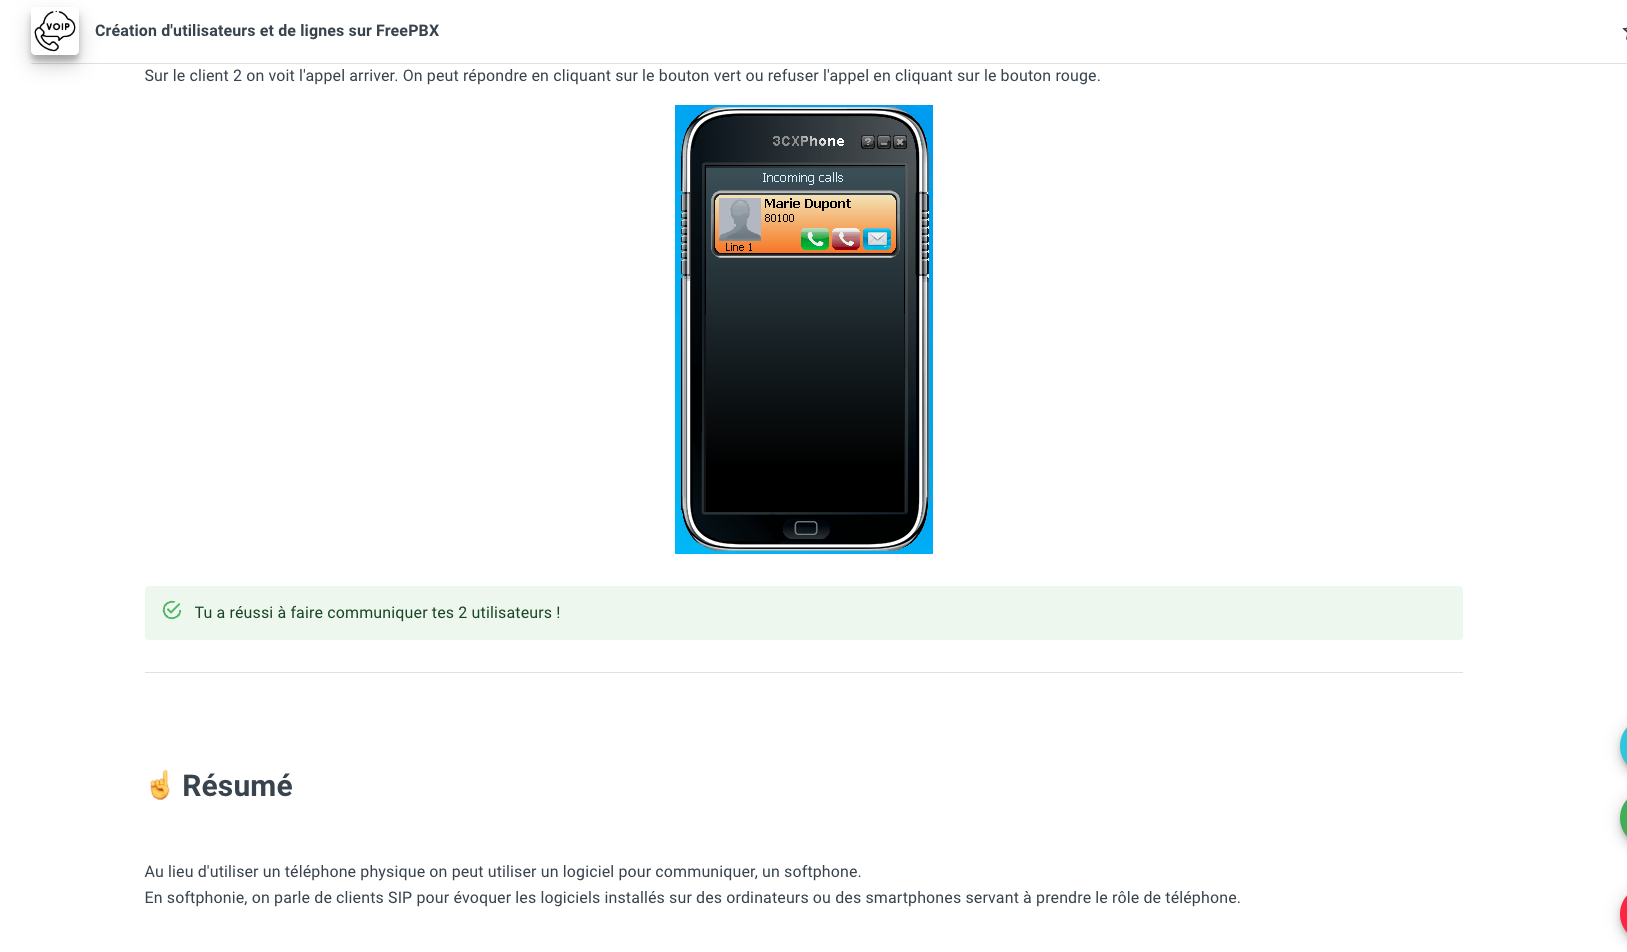 VOIP
Création d'utilisateurs et de lignes sur FreePBX
Sur le client 2 on voit l'appel arriver. On peut répondre en cliquant sur le bouton vert ou refuser l'appel en cliquant sur le bouton rouge.
3CXPhone
Incoming calls
Marie Dupont
80100
Line 1
Tu a réussi à faire communiquer tes 2 utilisateurs !
☝ Résumé
Au lieu d'utiliser un téléphone physique on peut utiliser un logiciel pour communiquer, un softphone.
En softphonie, on parle de clients SIP pour évoquer les logiciels installés sur des ordinateurs ou des smartphones servant à prendre le rôle de téléphone.